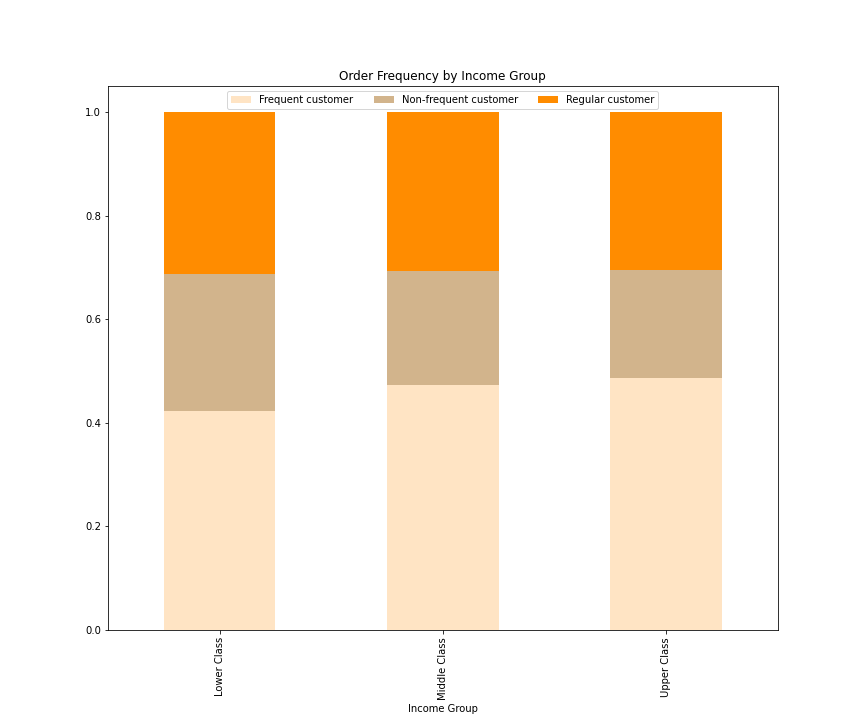 Order Frequency by Income Group
Frequent customer Non-frequent customer Regular customer
1.0
0.8
0.6
0.4
0.2
0.0
Lower Class
Middle Class
Upper Class
Income Group